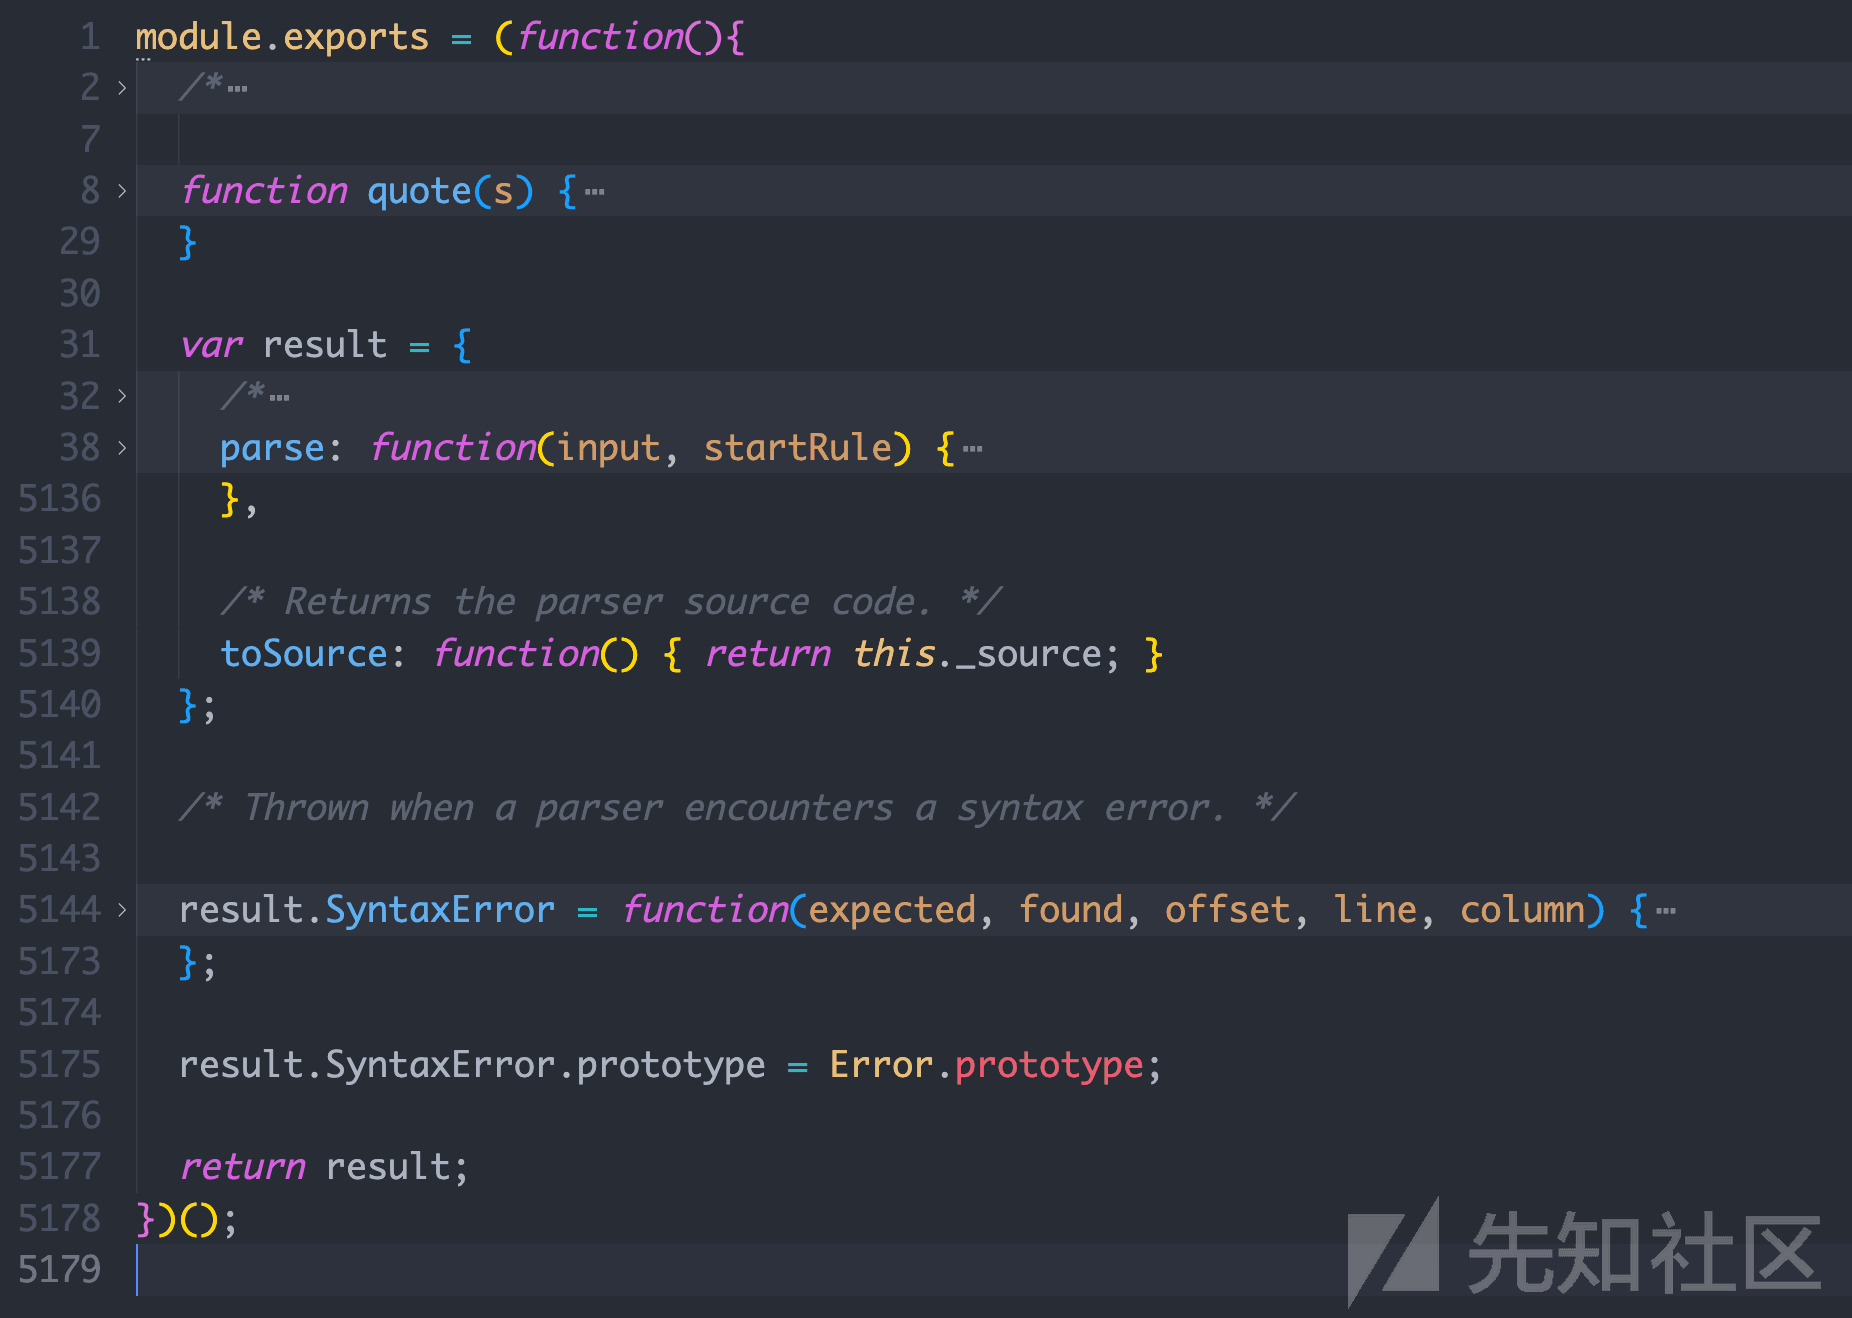 1 module.exports = (function(){
2 /*…
7
8 function quote(s) {…
29 }
30
31 var result = {
32 /*…
38 parse: function(input, startRule) {…
5136 },
5137
5138 /* Returns the parser source code. */
5139 toSource: function() { return this._source; }
5140 };
5141
5142 /* Thrown when a parser encounters a syntax error. */
5143
5144 result.SyntaxError = function(expected, found, offset, line, column) {…
5173 };
5174
5175 result.SyntaxError.prototype = Error.prototype;
5176
5177 return result;
5178 })();
5179
先知社区